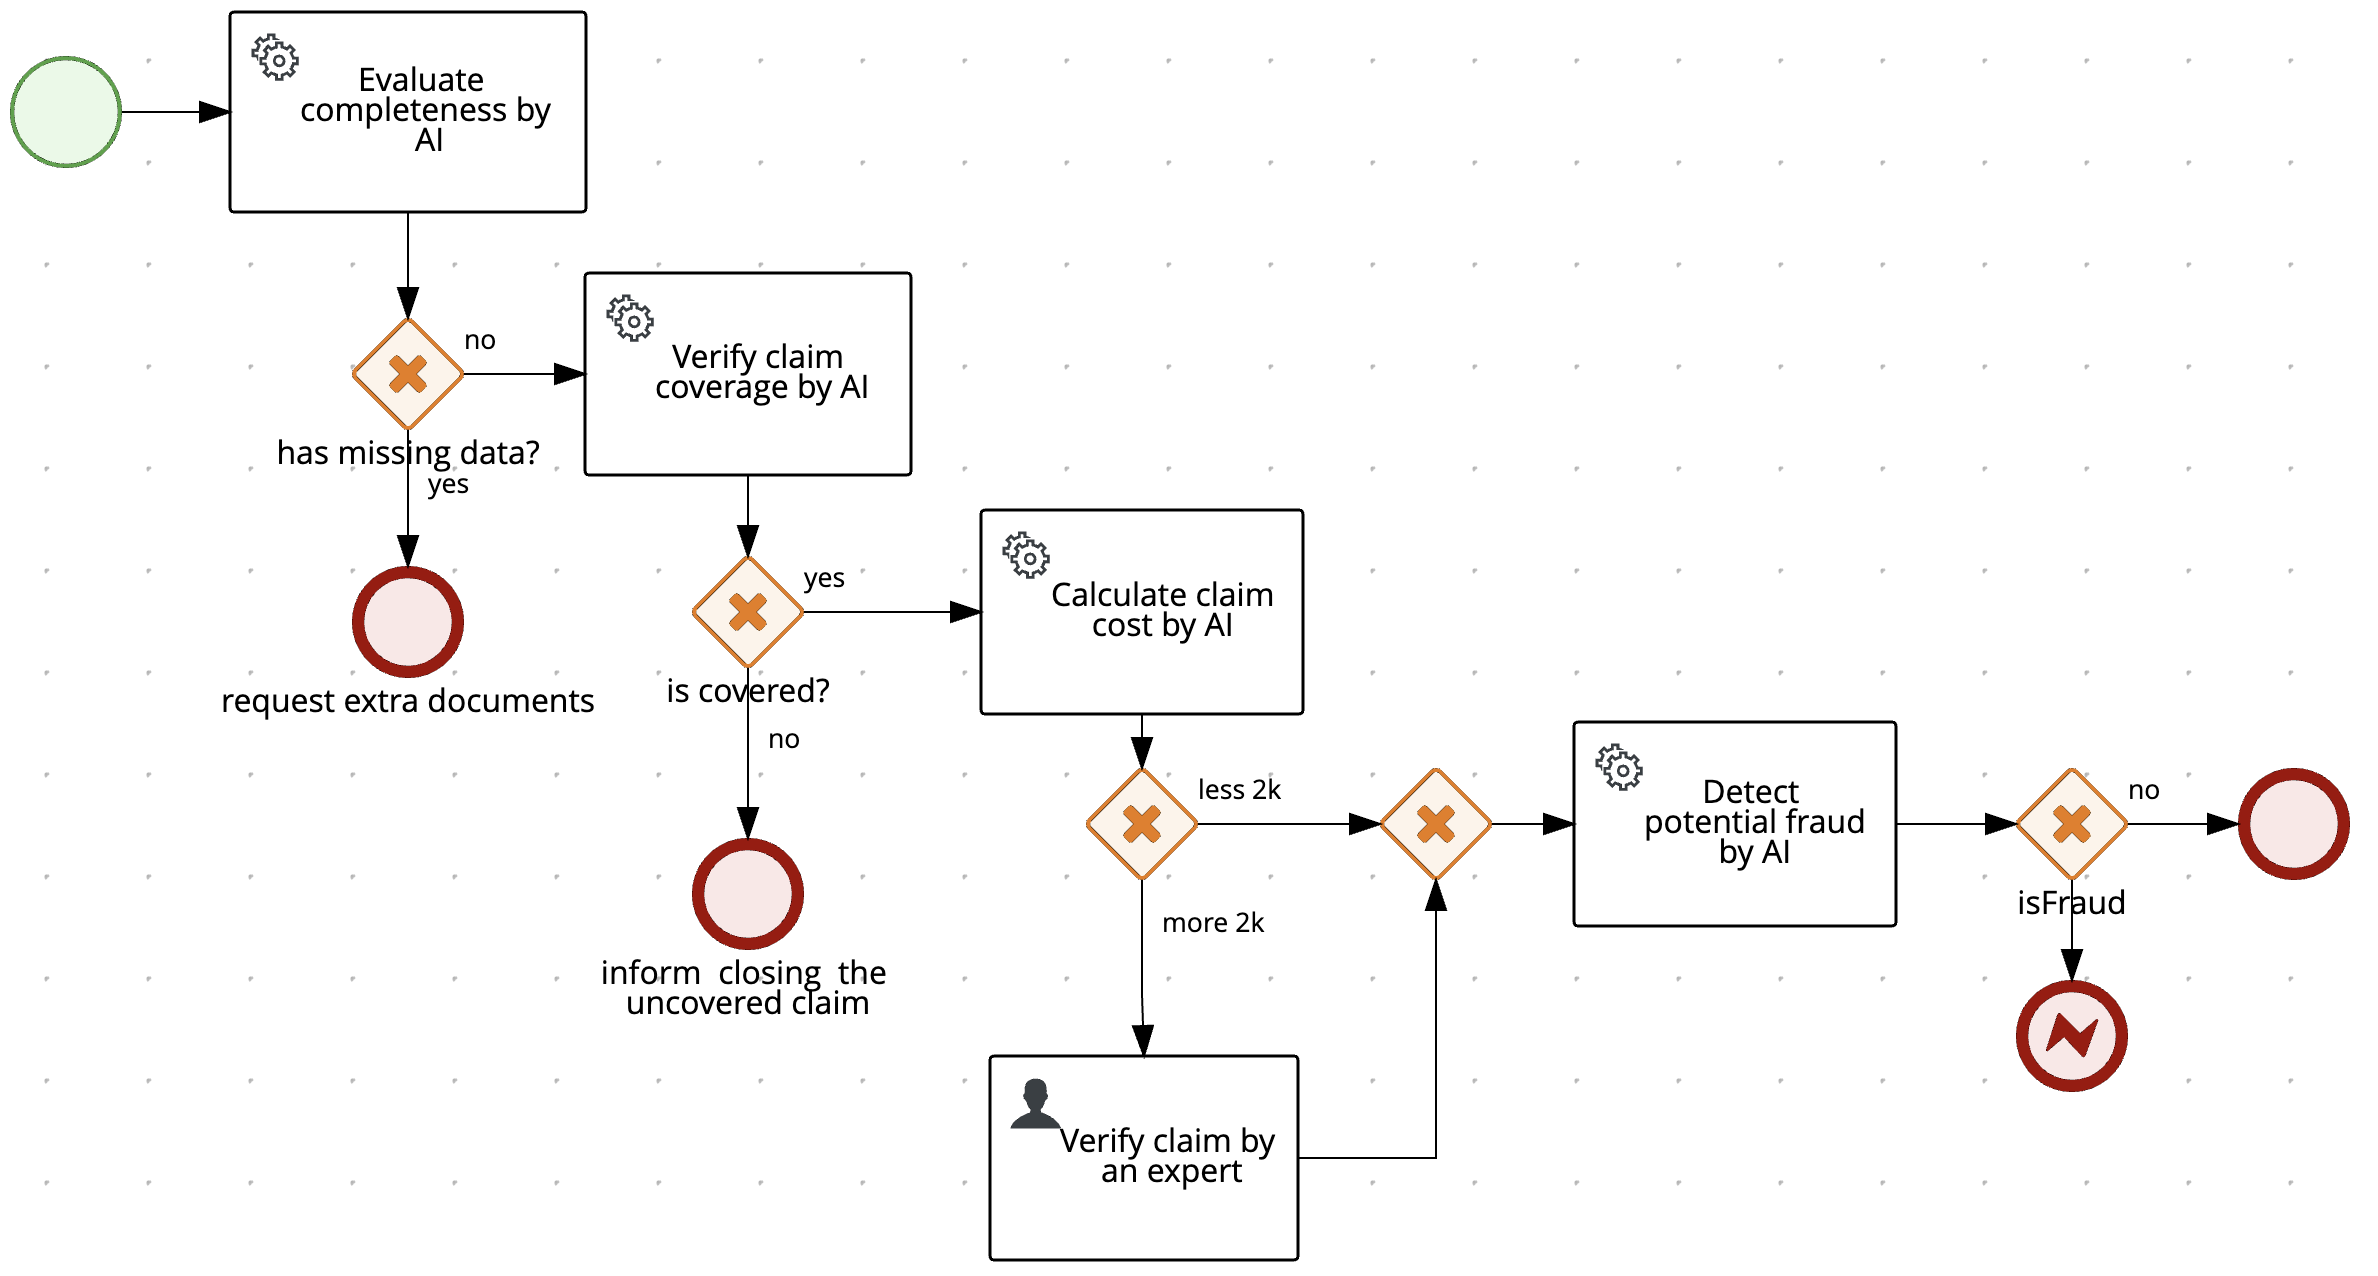 Evaluate
completeness by
AI
no
has missing data?
yes
request extra documents
Verify claim
coverage by AI
yes
is covered?
no
inform  closing  the
uncovered claim
Calculate claim
cost by AI
less 2k
more 2k
Verify claim by
an expert
Detect
potential fraud
by AI
no
isFraud